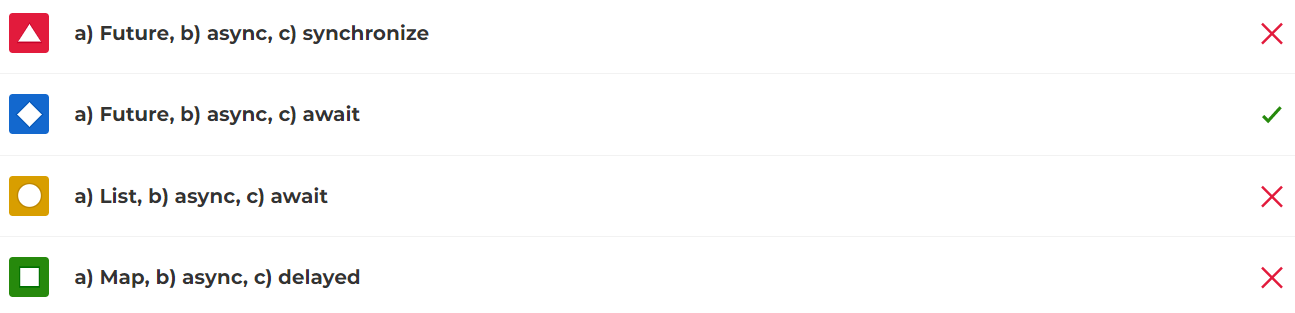 a) Future, b) async, c) synchronize
a) Future, b) async, c) await
a) List, b) async, c) await
a) Map, b) async, c) delayed